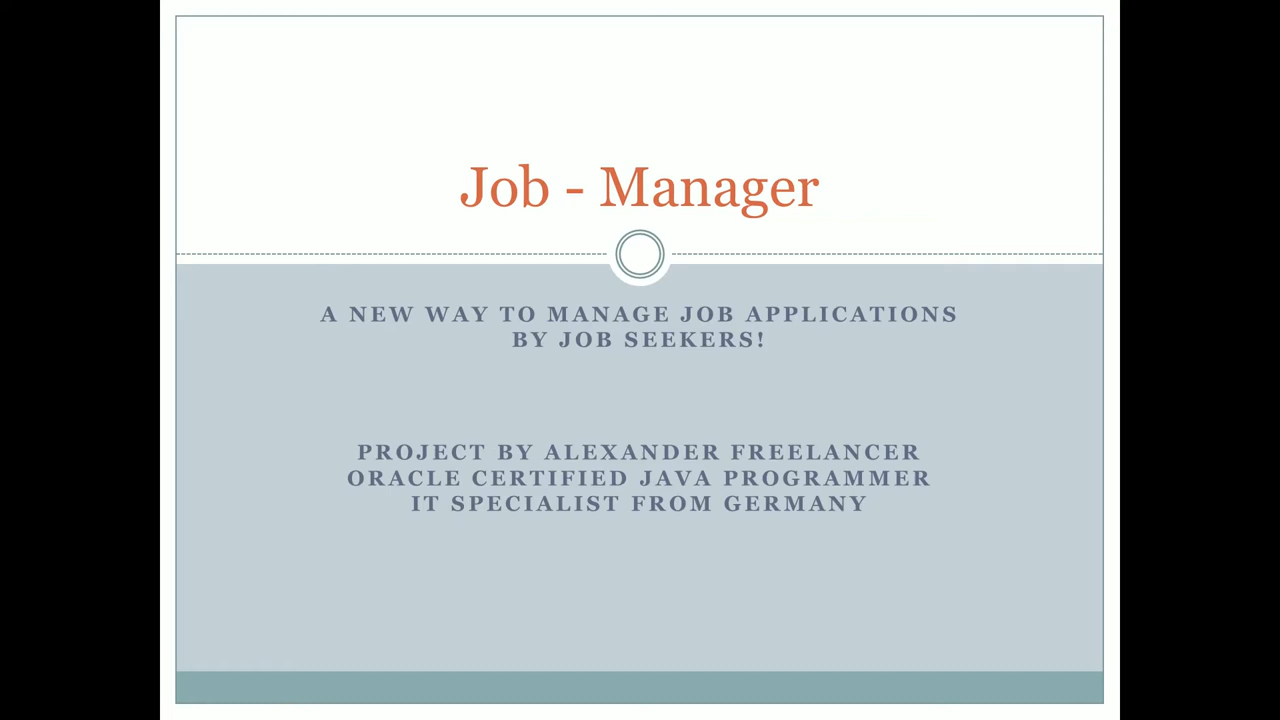 Job - Manager
A NEW WAY TO MANAGE JOB APPLICATIONS
BY JOB SEEKERS!
PROJECT BY ALEXANDER FREELANCER
ORACLE CERTIFIED JAVA PROGRAMMER
IT SPECIALIST FROM GERMANY